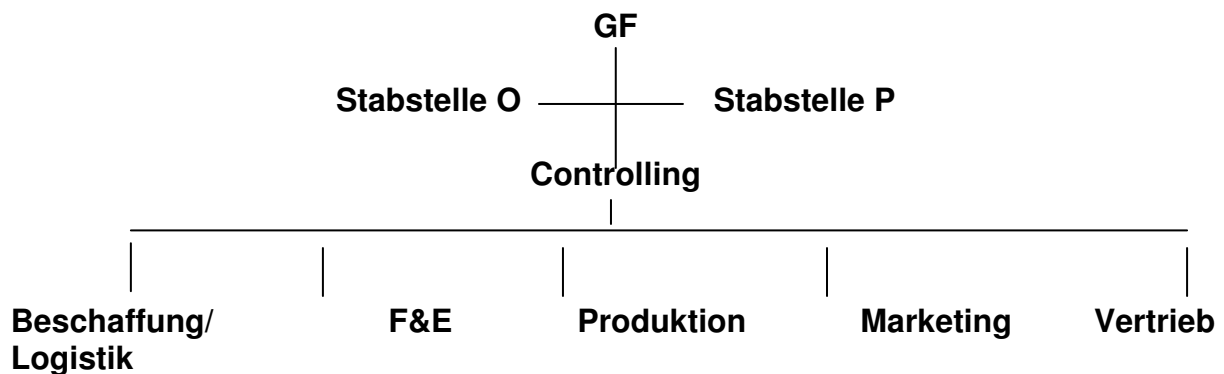 GF
Stabstelle O Stabstelle P
Controlling
Beschaffung/ F&E Produktion Marketing Vertrieb
Logistik